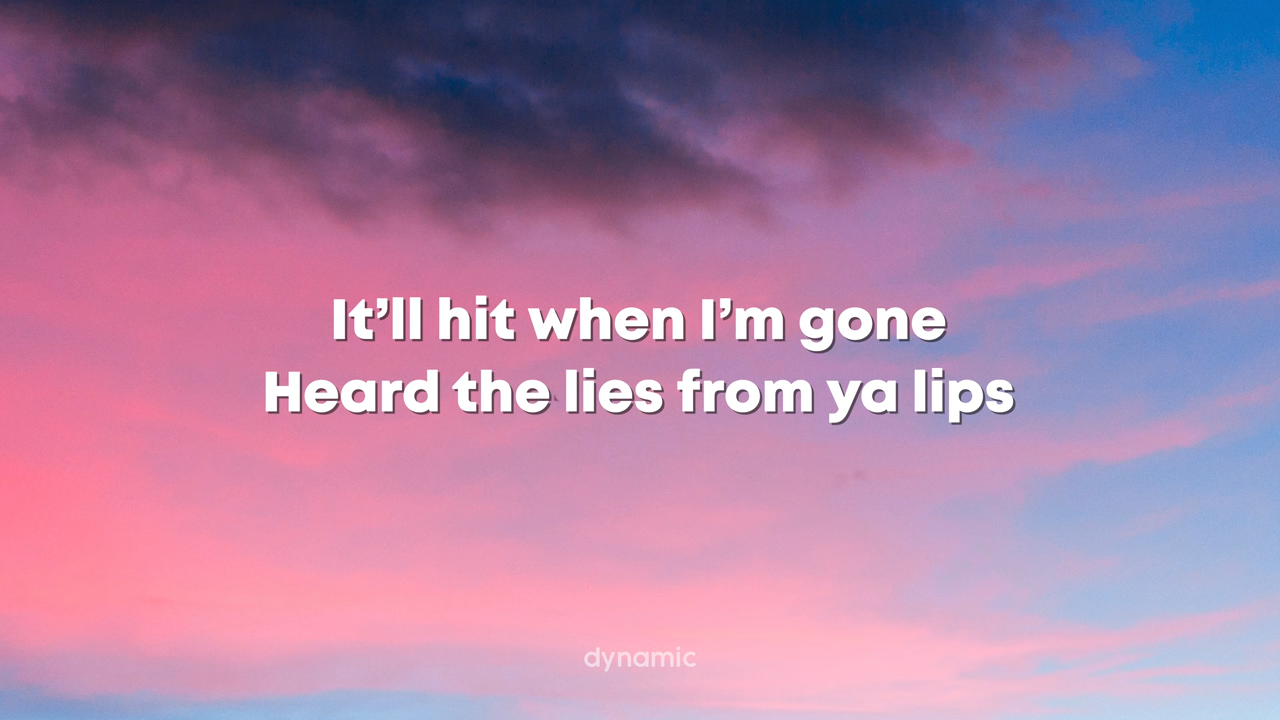 It’ll hit when I’m gone
Heard the lies from ya lips
dynamic